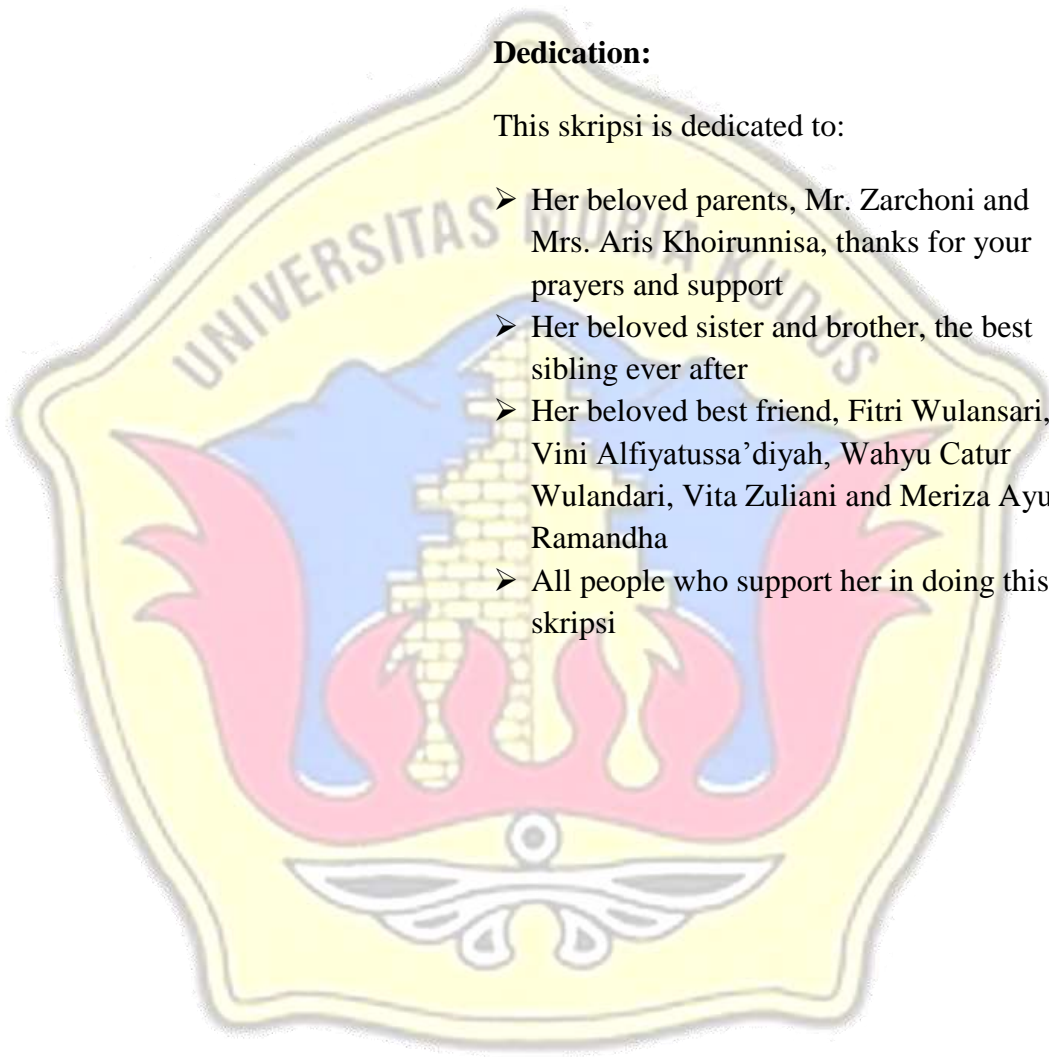 Dedication:
This skripsi is dedicated to:
➢ Her beloved parents, Mr. Zarchoni and
Mrs. Aris Khoirunnisa, thanks for your
prayers and support
➢ Her beloved sister and brother, the best
sibling ever after
➢ Her beloved best friend, Fitri Wulansari,
Vini Alfiyatussa’diyah, Wahyu Catur
Wulandari, Vita Zuliani and Meriza Ayu
Ramandha
➢ All people who support her in doing this
skripsi
UNIVERSITAS MURIA KUDUS